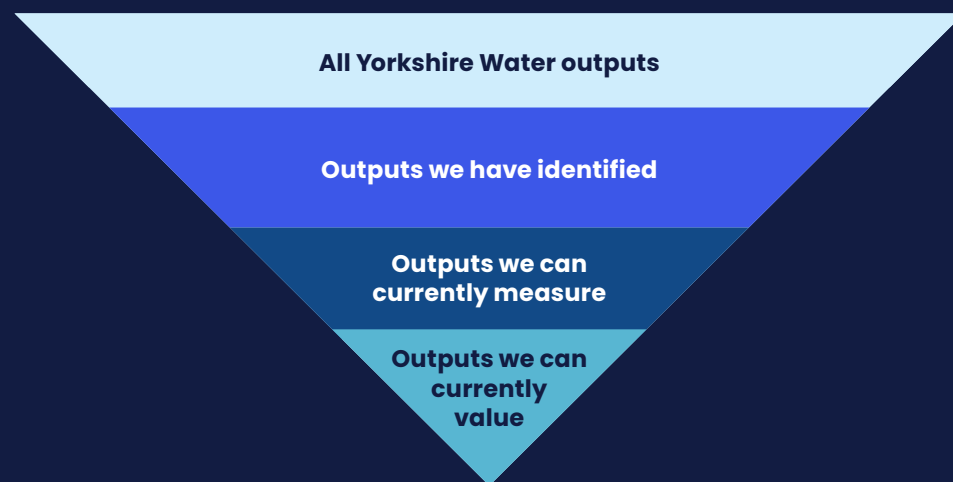 All Yorkshire Water outputs
Outputs we have identified
Outputs we can
currently measure
Outputs we can
currently
value